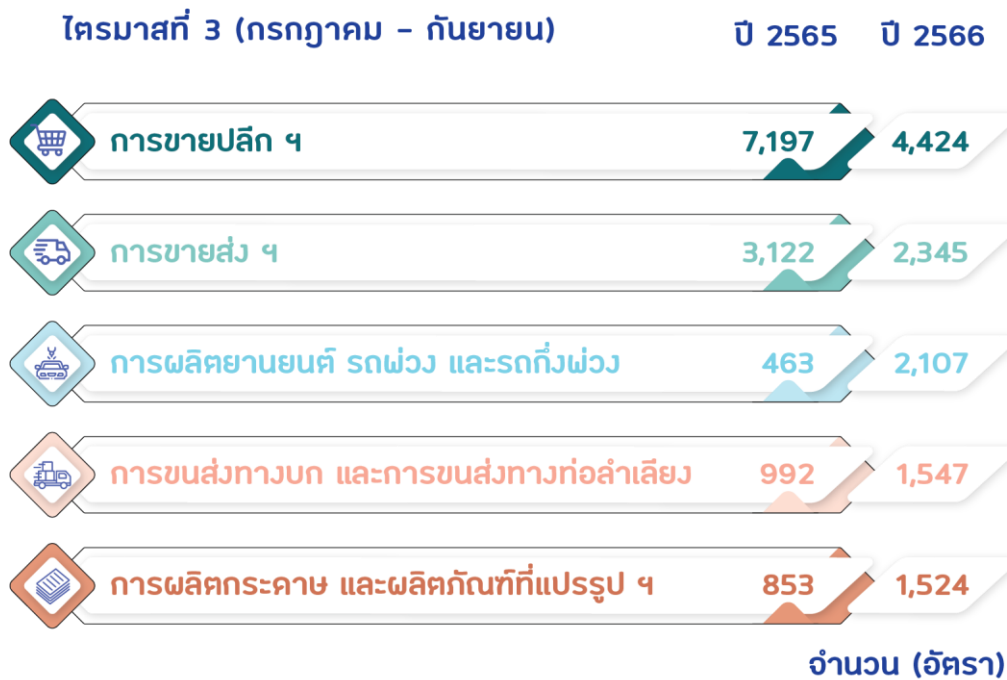 ไตรมาสที่ 3 (กรกฎาคม - กันยายน) ปี 2565 ปี 2566
การขายปลีก ฯ 7,197 4,424
การขายส่ง ฯ 3,122 2,345
การผลิตยานยนต์ รถพ่วง และรถกึ่งพ่วง 463 2,107
การขนส่งทางบก และการขนส่งทางท่อลำเลียง 992 1,547
การผลิตกระดาษ และผลิตภัณฑ์ที่แปรรูป ฯ 853 1,524
จำนวน (อัตรา)